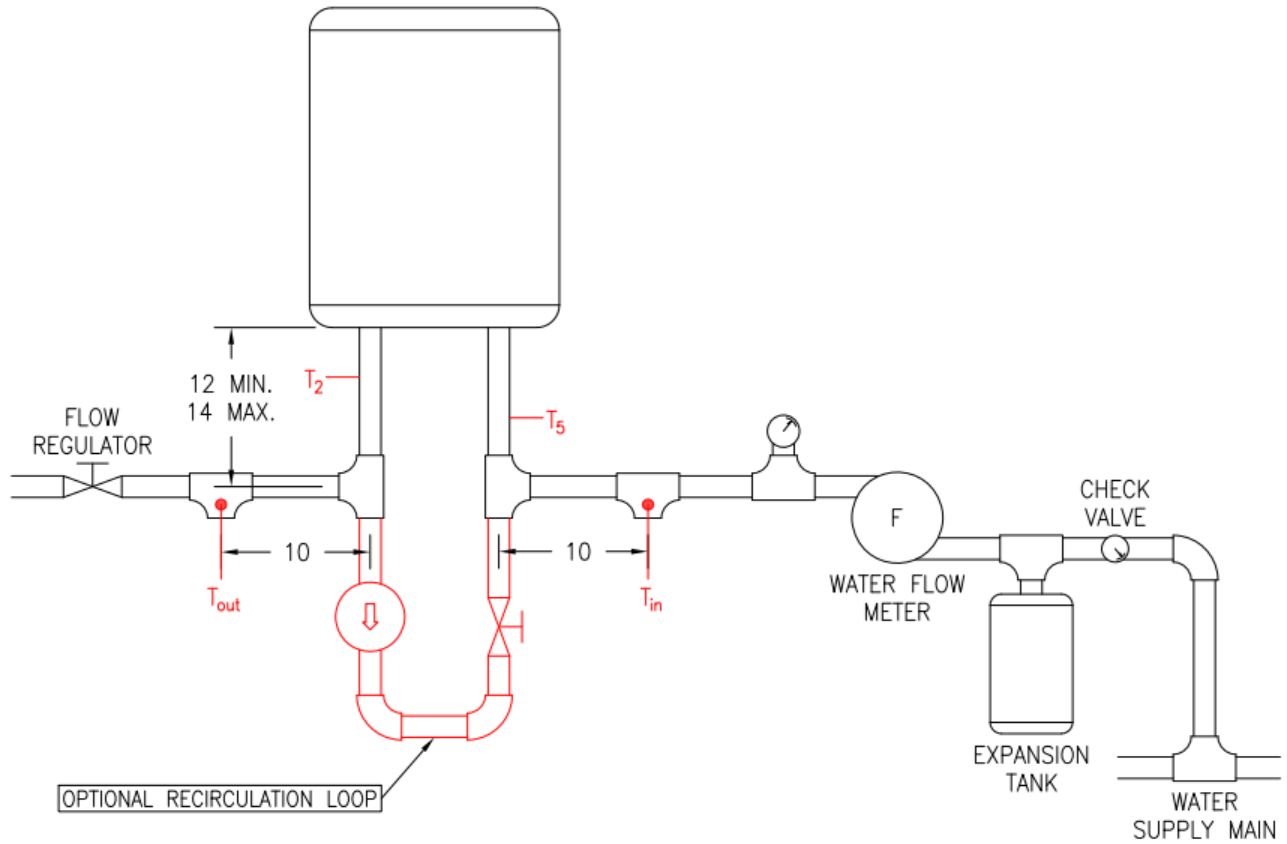 12 MIN.
14 MAX.
T2
T5
FLOW
REGULATOR
10
10
Tout
Tin
F
WATER FLOW
METER
CHECK
VALVE
EXPANSION
TANK
OPTIONAL RECIRCULATION LOOP
WATER
SUPPLY MAIN